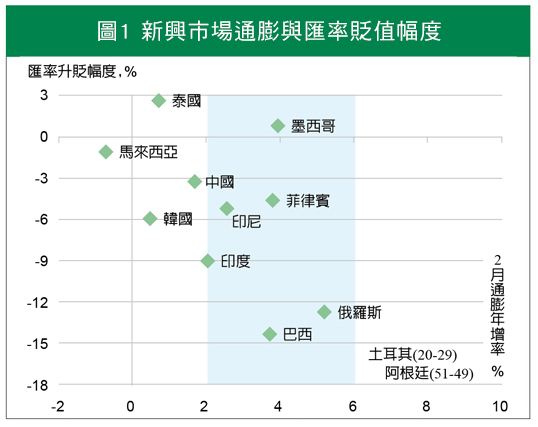 圖1 新興市場通膨與匯率貶值幅度
匯率升貶幅度,%
3
0
-3
-6
-9
-12
-15
-18
泰國
墨西哥
馬來西亞
中國
菲律賓
韓國
印尼
印度
俄羅斯
巴西
土耳其(20-29)
阿根廷(51-49)
2月通膨年增率 %
-2
0
2
4
6
8
10